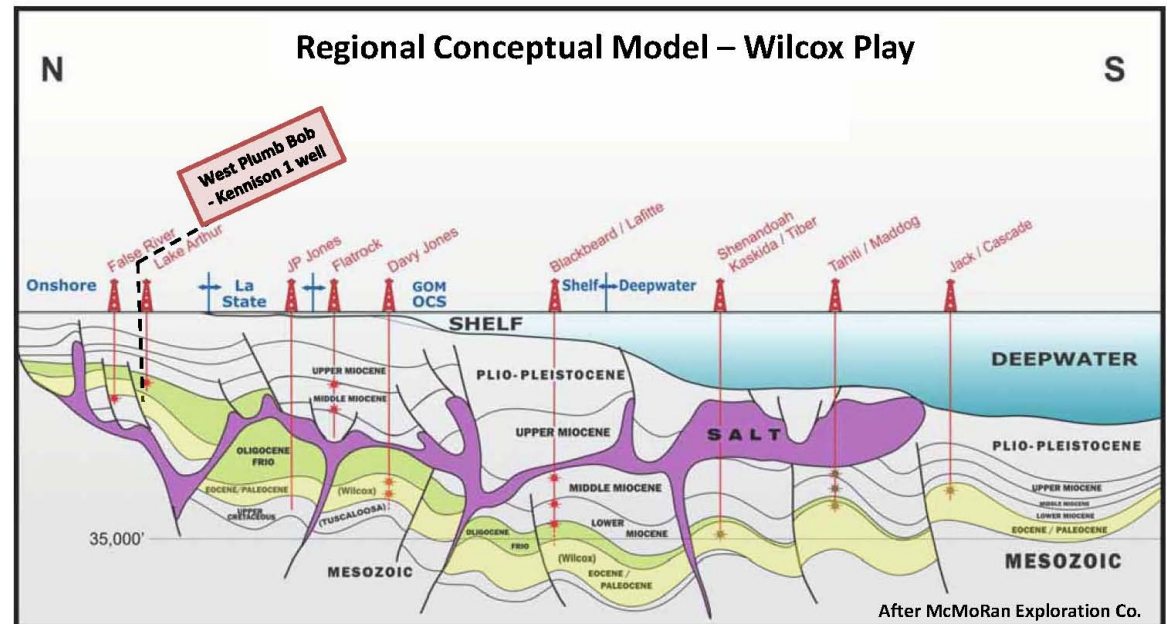 Regional Conceptual Model – Wilcox Play
N
S
West Plumb Bob
- Kennison 1 well
False River
Lake Arthur
JP Jones
Flatrock
Davy Jones
Blackbeard / Lafitte
Shenandoah
Kaskida / Tiber
Tahiti / Maddog
Jack / Cascade
Onshore
La
State
GOM
OCS
Shelf
Deepwater
SHELF
DEEPWATER
PLIO-PLEISTOCENE
UPPER MIOCENE
MIDDLE MIOCENE
UPPER MIOCENE
SALT
PLIO-PLEISTOCENE
OLIGOCENE
FRIO
EOCENE/PALEOCENE
(Wilcox)
UPPER
CRETACEOUS
(TUSCALOOSA)
MIDDLE MIOCENE
LOWER
MIOCENE
UPPER MIOCENE
MIDDLE MIOCENE
LOWER MIOCENE
EOCENE / PALEOCENE
35,000'
OLIGOCENE
FRIO
(Wilcox)
EOCENE /
PALEOCENE
MESOZOIC
MESOZOIC
After McMoRan Exploration Co.